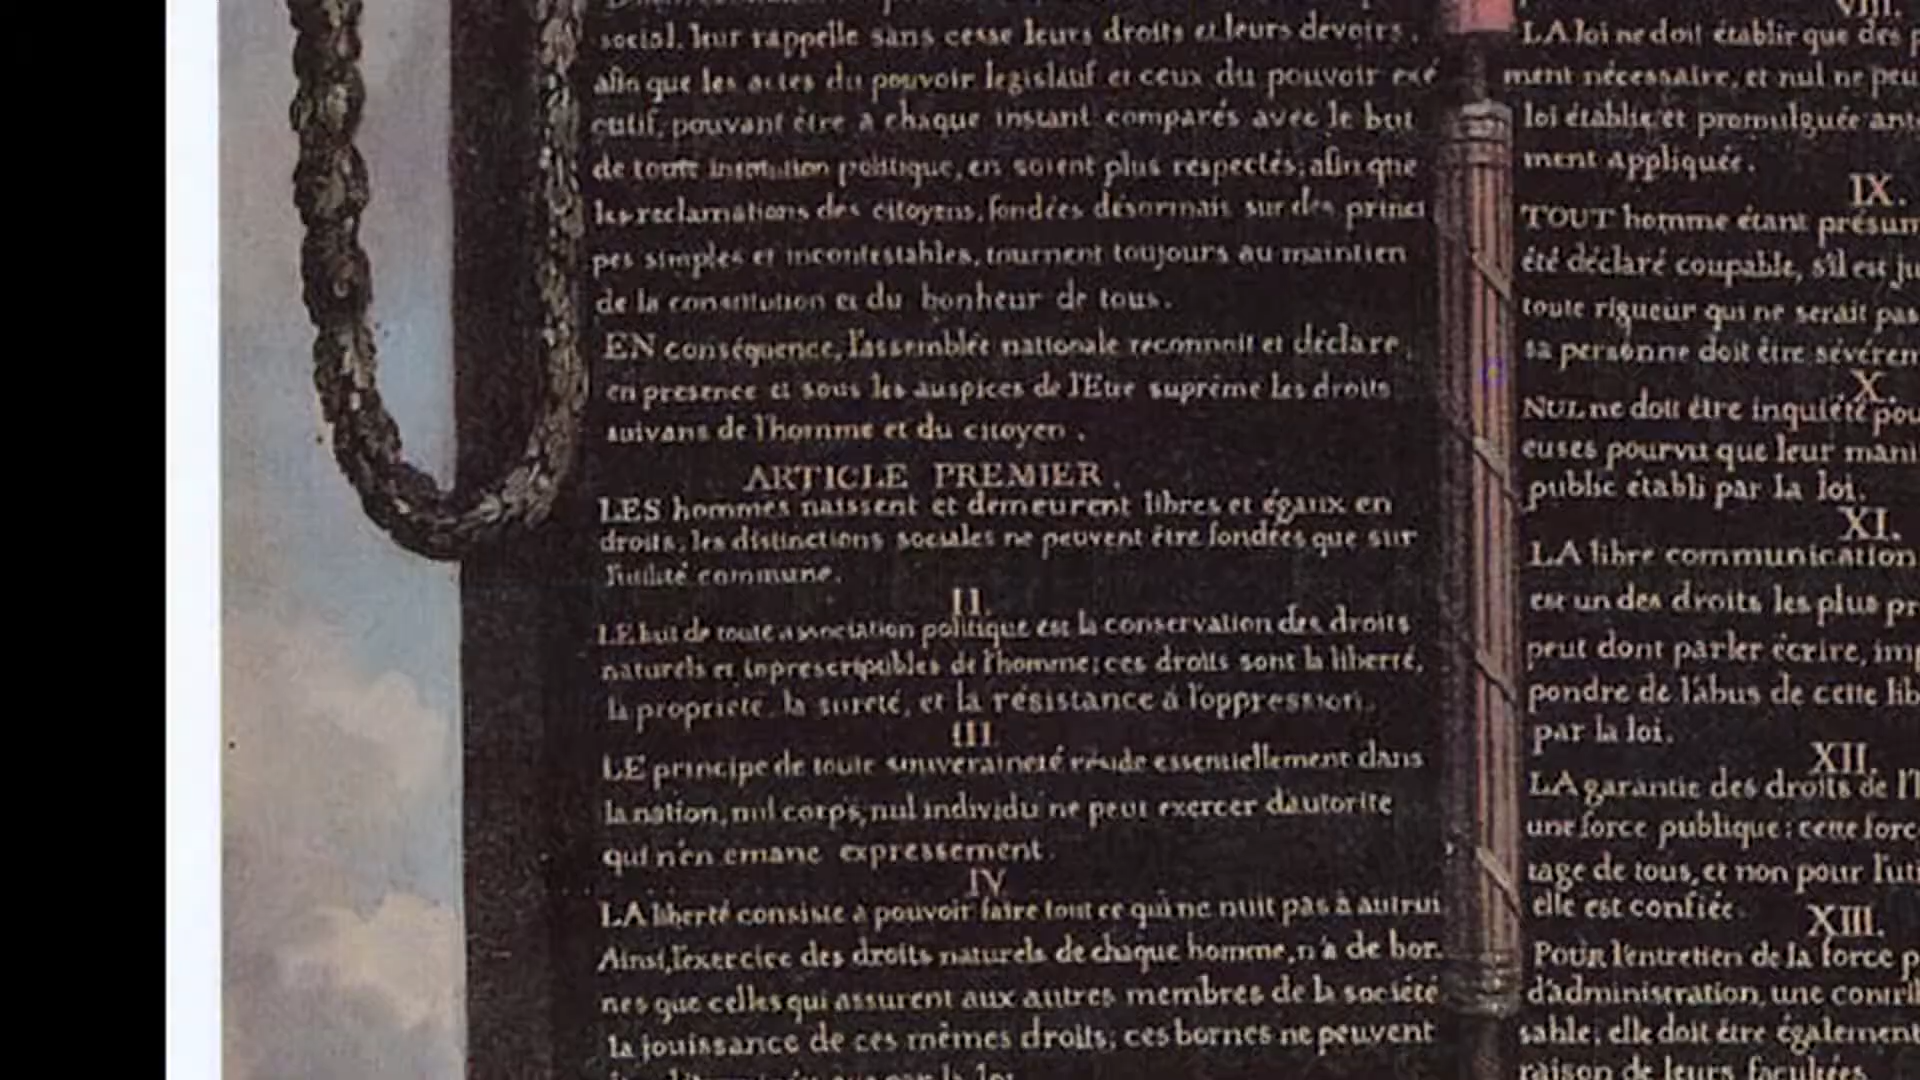 social, leur rappelle sans cesse leurs droits et leurs devoirs,
afin que les actes du pouvoir legislatif et ceux du pouvoir exé
cutif, pouvant être a chaque instant comparés avec le but
de toute institution politique, en soient plus respectés; afin que
les reclamations des citoyens, fondées désormais sur des princi
pes simples et incontestables, tournent toujours au maintien
de la constitution et du bonheur de tous.
EN conséquence, l'assemblée nationale reconnoit et déclare,
en presence et sous les auspices de l'Etre suprême les droits
suivans de l'homme et du citoyen.
ARTICLE PREMIER.
LES hommes naissent et demeurent libres et égaux en
droits, les distinctions sociales ne peuvent être fondées que sur
l'utilité commune.
II.
LE but de toute association politique est la conservation des droits
naturels et inprescriptibles de l'homme; ces droits sont la liberté,
la propriété, la sureté, et la résistance à l'oppression.
III.
LE principe de toute souveraineté réside essentiellement dans
la nation, nul corps, nul individu ne peut exercer d'autorité
qui n'en emane expressement.
IV
LA liberté consiste à pouvoir faire tout ce qui ne nuit pas à autrui
Ainsi, l'exercice des droits naturels de chaque homme, n'a de bor-
nes que celles qui assurent aux autres membres de la société
la jouissance de ces mêmes droits; ces bornes ne peuvent
VIII.
LA loi ne doit établir que des p
ment nécessaire, et nul ne peu
loi établie et promulguée ant
ment appliquée.
IX.
TOUT homme étant présum
été déclaré coupable, s'il est ju
toute rigueur qui ne serait pas
sa personne doit être sévérem
X.
NUL ne doit être inquiété pou
euses pourvu que leur mani
public établi par la loi.
XI.
LA libre communication
est un des droits les plus pr
peut dont parler écrire, imp
pondre de l'abus de cette lib
par la loi.
XII.
LA garantie des droits de l'h
une force publique; cette forc
tage de tous, et non pour l'uti
elle est confiée.
XIII.
POUR l'entretien de la force p
d'administration, une contrib
sable; elle doit être également
raison de leurs facultées